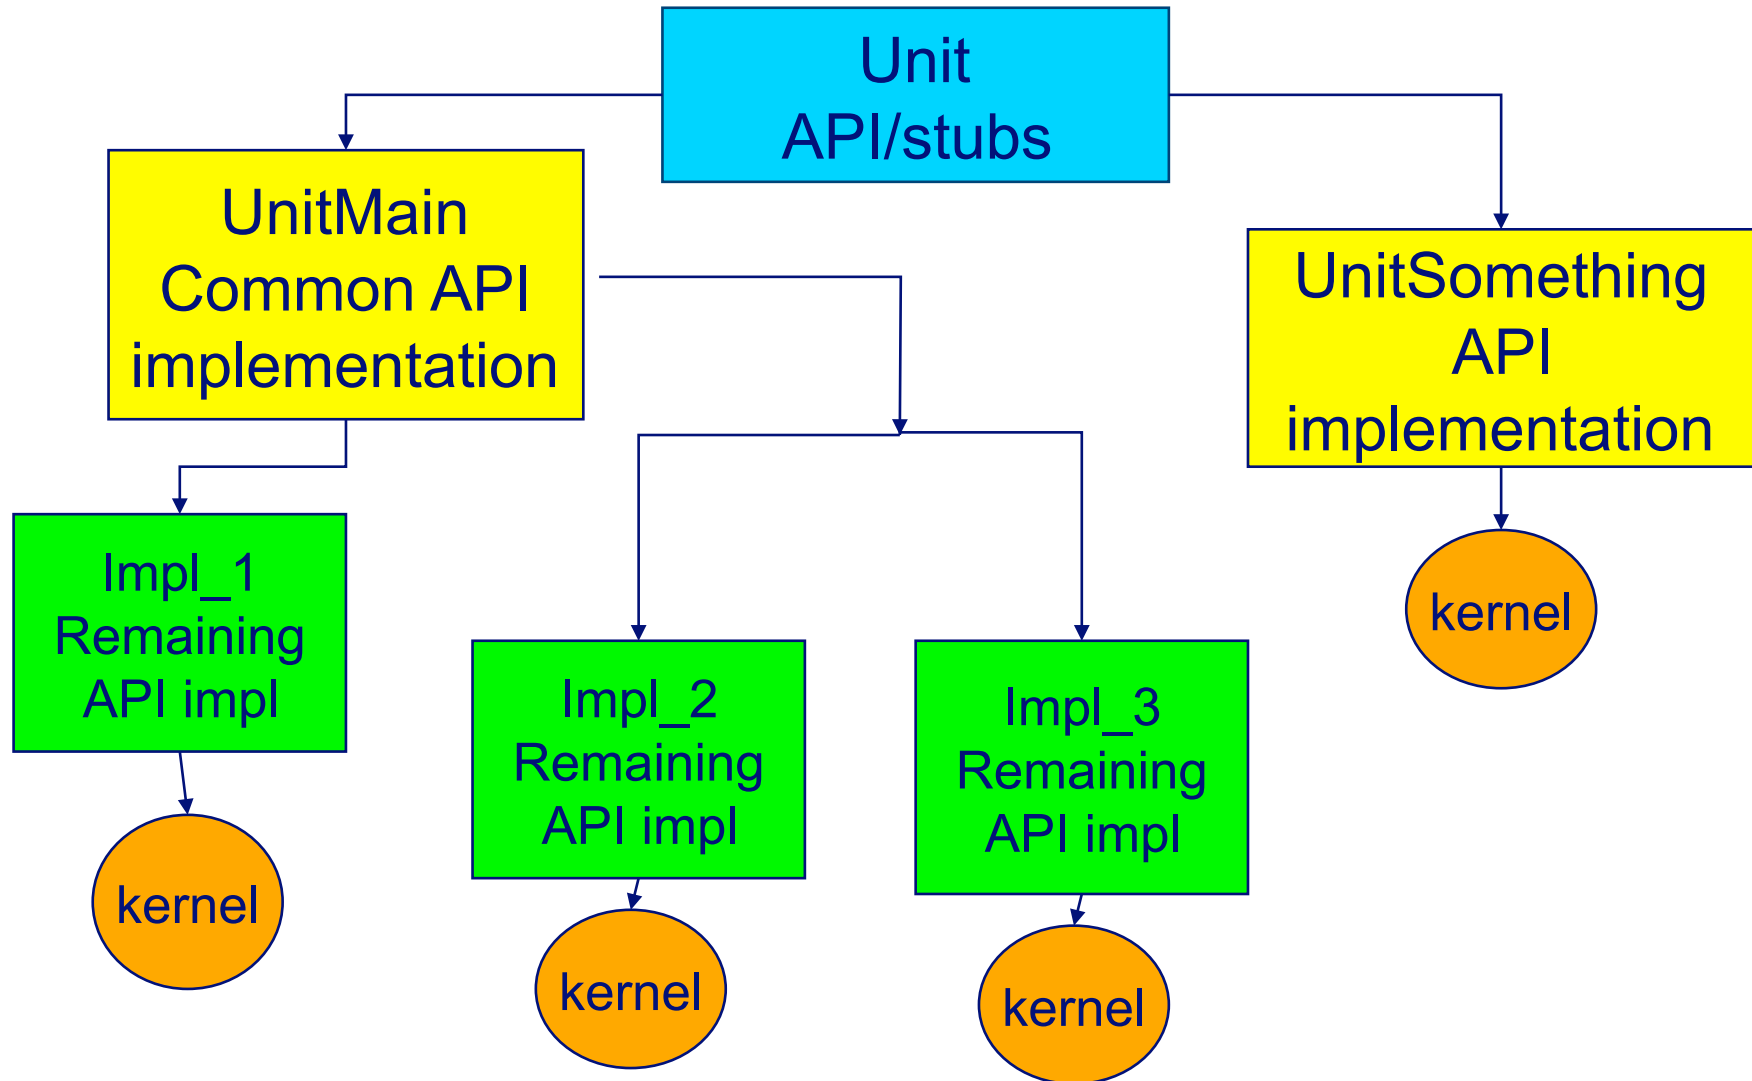 Unit
API/stubs
UnitMain
Common API
implementation
UnitSomething
API
implementation
Impl_1
Remaining
API impl
Impl_2
Remaining
API impl
Impl_3
Remaining
API impl
kernel
kernel
kernel
kernel